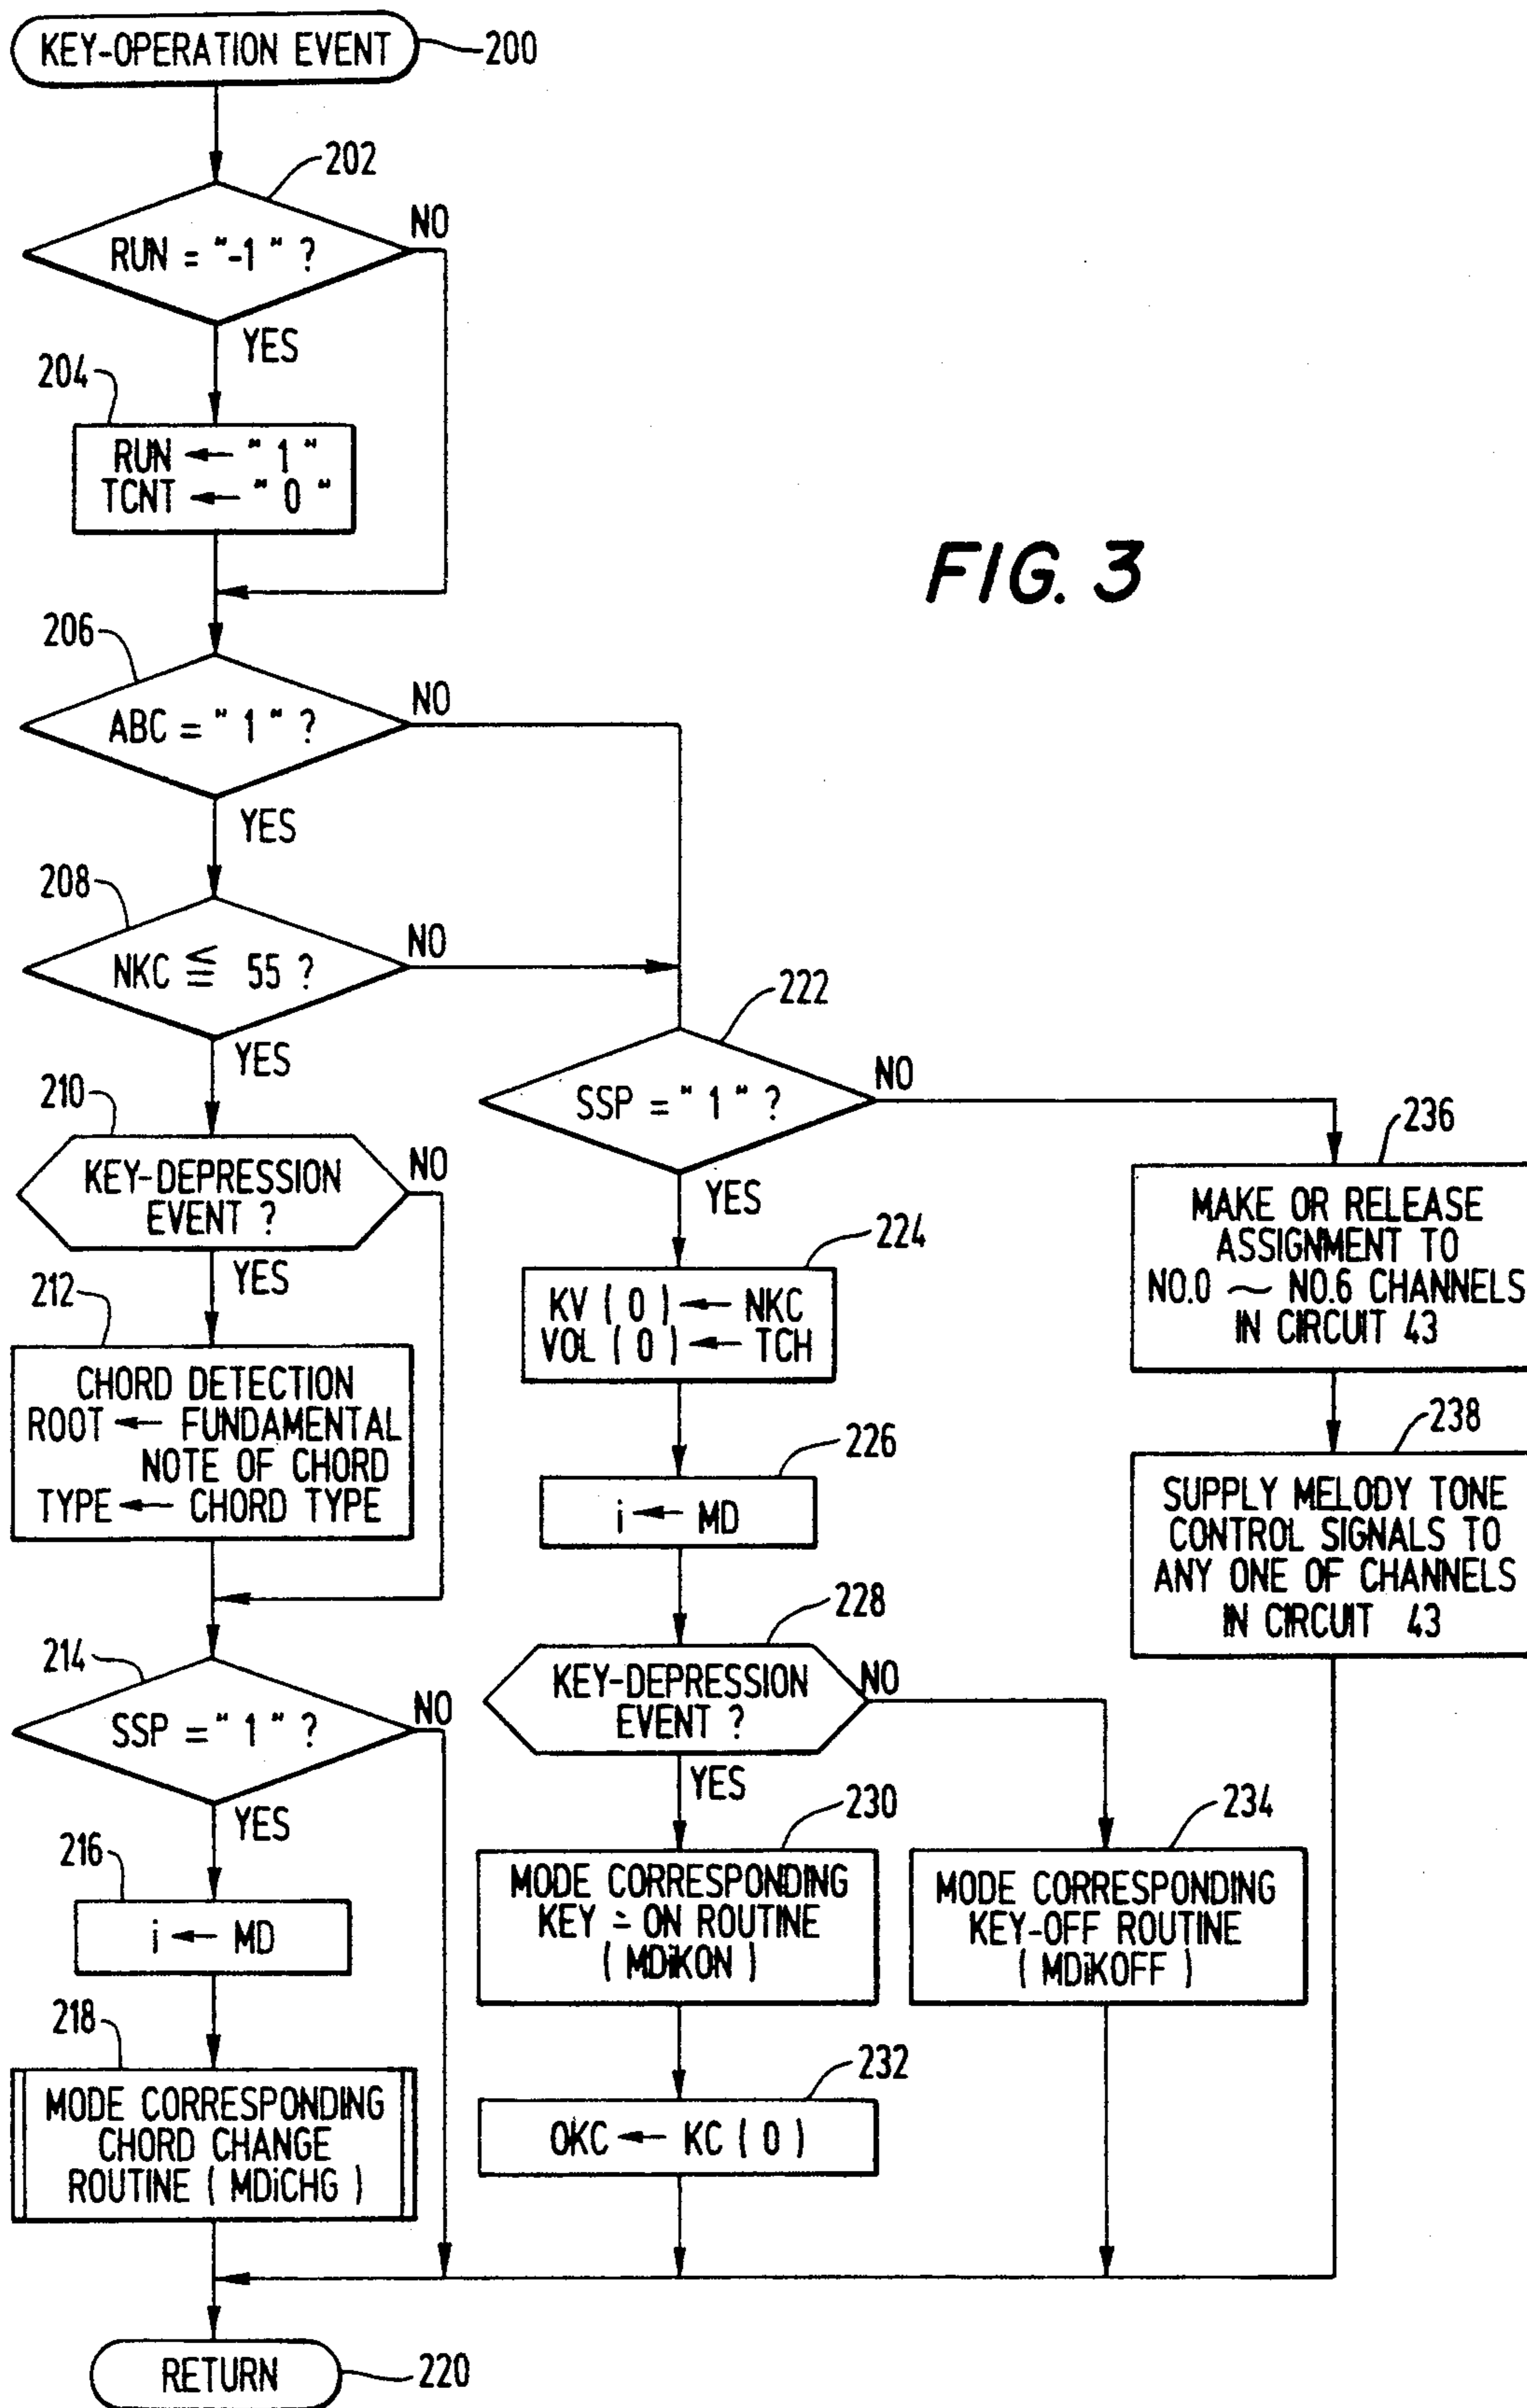 KEY-OPERATION EVENT
200
202
RUN = "-1" ?
NO
YES
204
RUN ← "1"
TCNT ← "0"
FIG. 3
206
ABC = "1" ?
NO
YES
208
NKC ≦ 55 ?
NO
YES
210
KEY-DEPRESSION
EVENT ?
NO
YES
212
CHORD DETECTION
ROOT ← FUNDAMENTAL
NOTE OF CHORD
TYPE ← CHORD TYPE
214
SSP = "1" ?
NO
YES
216
i ← MD
218
MODE CORRESPONDING
CHORD CHANGE
ROUTINE ( MDiCHG )
RETURN
220
222
SSP = "1" ?
NO
YES
224
KV ( 0 ) ← NKC
VOL ( 0 ) ← TCH
226
i ← MD
228
KEY-DEPRESSION
EVENT ?
NO
YES
230
MODE CORRESPONDING
KEY-ON ROUTINE
( MDiKON )
232
OKC ← KC ( 0 )
234
MODE CORRESPONDING
KEY-OFF ROUTINE
( MDiKOFF )
236
MAKE OR RELEASE
ASSIGNMENT TO
NO.0 ~ NO.6 CHANNELS
IN CIRCUIT 43
238
SUPPLY MELODY TONE
CONTROL SIGNALS TO
ANY ONE OF CHANNELS
IN CIRCUIT 43